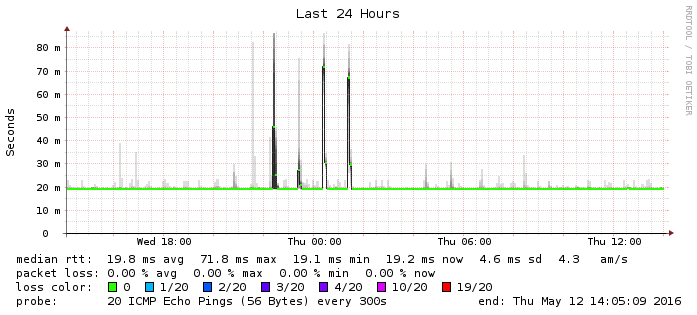 Last 24 Hours
RRDTOOL / TOBI OETIKER
Seconds
80 m
70 m
60 m
50 m
40 m
30 m
20 m
10 m
0
Wed 18:00 Thu 00:00 Thu 06:00 Thu 12:00
median rtt: 19.8 ms avg 71.8 ms max 19.1 ms min 19.2 ms now 4.6 ms sd 4.3 am/s
packet loss: 0.00 % avg 0.00 % max 0.00 % min 0.00 % now
loss color: 0 1/20 2/20 3/20 4/20 10/20 19/20
probe: 20 ICMP Echo Pings (56 Bytes) every 300s end: Thu May 12 14:05:09 2016